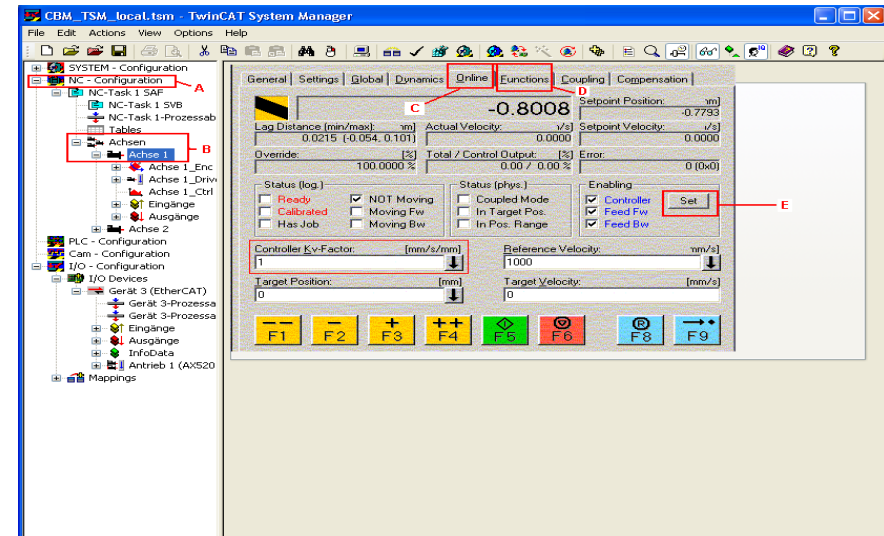 CBM_TSM_local.tsm - TwinCAT System Manager
File Edit Actions View Options Help
SYSTEM - Configuration
NC - Configuration
A
NC-Task 1 SAF
NC-Task 1 SVB
NC-Task 1-Prozessab
Tables
Achsen
B
Achse 1
Achse 1_Enc
Achse 1_Driv
Achse 1_Ctrl
Eingänge
Ausgänge
Achse 2
PLC - Configuration
Cam - Configuration
I/O - Configuration
I/O Devices
Gerät 3 (EtherCAT)
Gerät 3-Prozessa
Gerät 3-Prozessa
Eingänge
Ausgänge
InfoData
Antrieb 1 (AX520
Mappings
General Settings Global Dynamics Online Functions Coupling Compensation
C
D
-0.8008
Setpoint Position: nm]
-0.7793
Lag Distance (min/max): nm] Actual Velocity: v/s] Setpoint Velocity: v/s]
0.0215 (-0.054, 0.101) 0.0000 0.0000
Override: [%] Total / Control Output: [%] Error:
100.0000 % 0.00 / 0.00 % 0 (0x0)
Status (log.) Status (phys.) Enabling
Ready NOT Moving Coupled Mode Controller Set
E
Calibrated Moving Fw In Target Pos. Feed Fw
Has Job Moving Bw In Pos. Range Feed Bw
Controller Kv-Factor: [mm/s/mm] Reference Velocity: nm/s]
1 1000
Target Position: [mm] Target Velocity: [mm/s]
0 0
-- - + ++ R
F1 F2 F3 F4 F5 F6 F8 F9